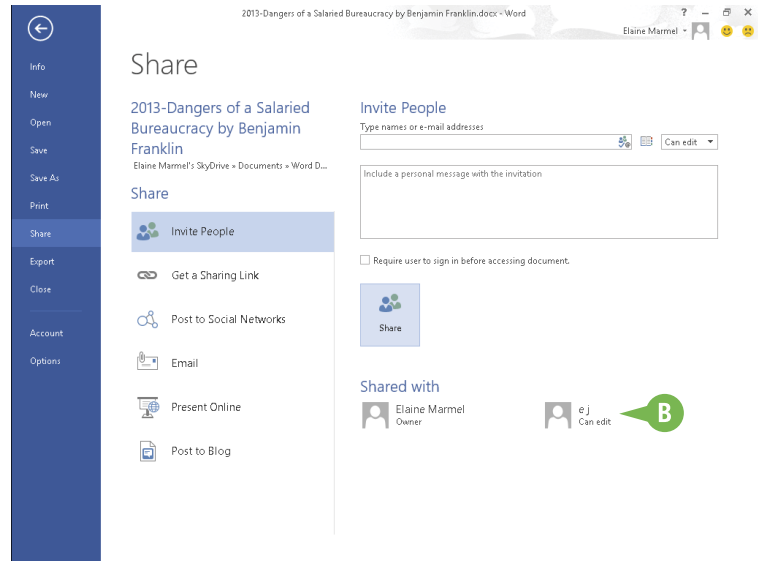 2013-Dangers of a Salaried Bureaucracy by Benjamin Franklin.docx - Word
?
Elaine Marmel
Info
New
Open
Save
Save As
Print
Share
Export
Close
Account
Options
Share
2013-Dangers of a Salaried
Bureaucracy by Benjamin
Franklin
Elaine Marmel's SkyDrive » Documents » Word D...
Share
Invite People
Get a Sharing Link
Post to Social Networks
Email
Present Online
Post to Blog
Invite People
Type names or e-mail addresses
Can edit
Include a personal message with the invitation
Require user to sign in before accessing document.
Share
Shared with
Elaine Marmel
Owner
e j
Can edit
B